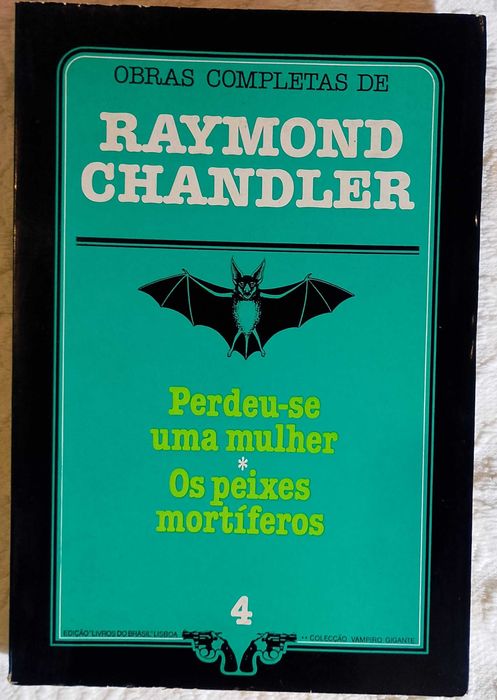 OBRAS COMPLETAS DE
RAYMOND
CHANDLER
Perdeu-se
uma mulher
*
Os peixes
mortíferos
4
EDIÇÃO "LIVROS DO BRASIL" LISBOA
COLECÇÃO VAMPIRO GIGANTE